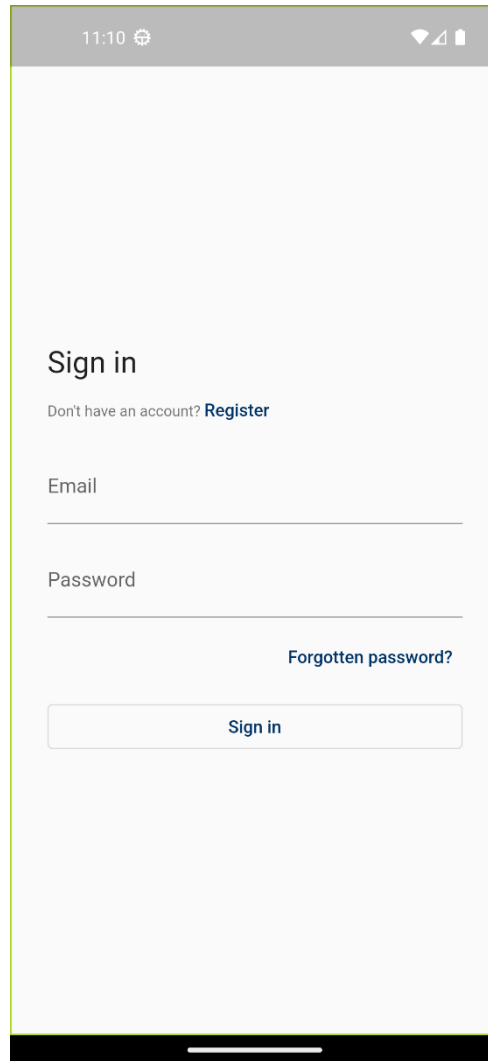 11:10
Sign in
Don't have an account? Register
Email
Password
Forgotten password?
Sign in